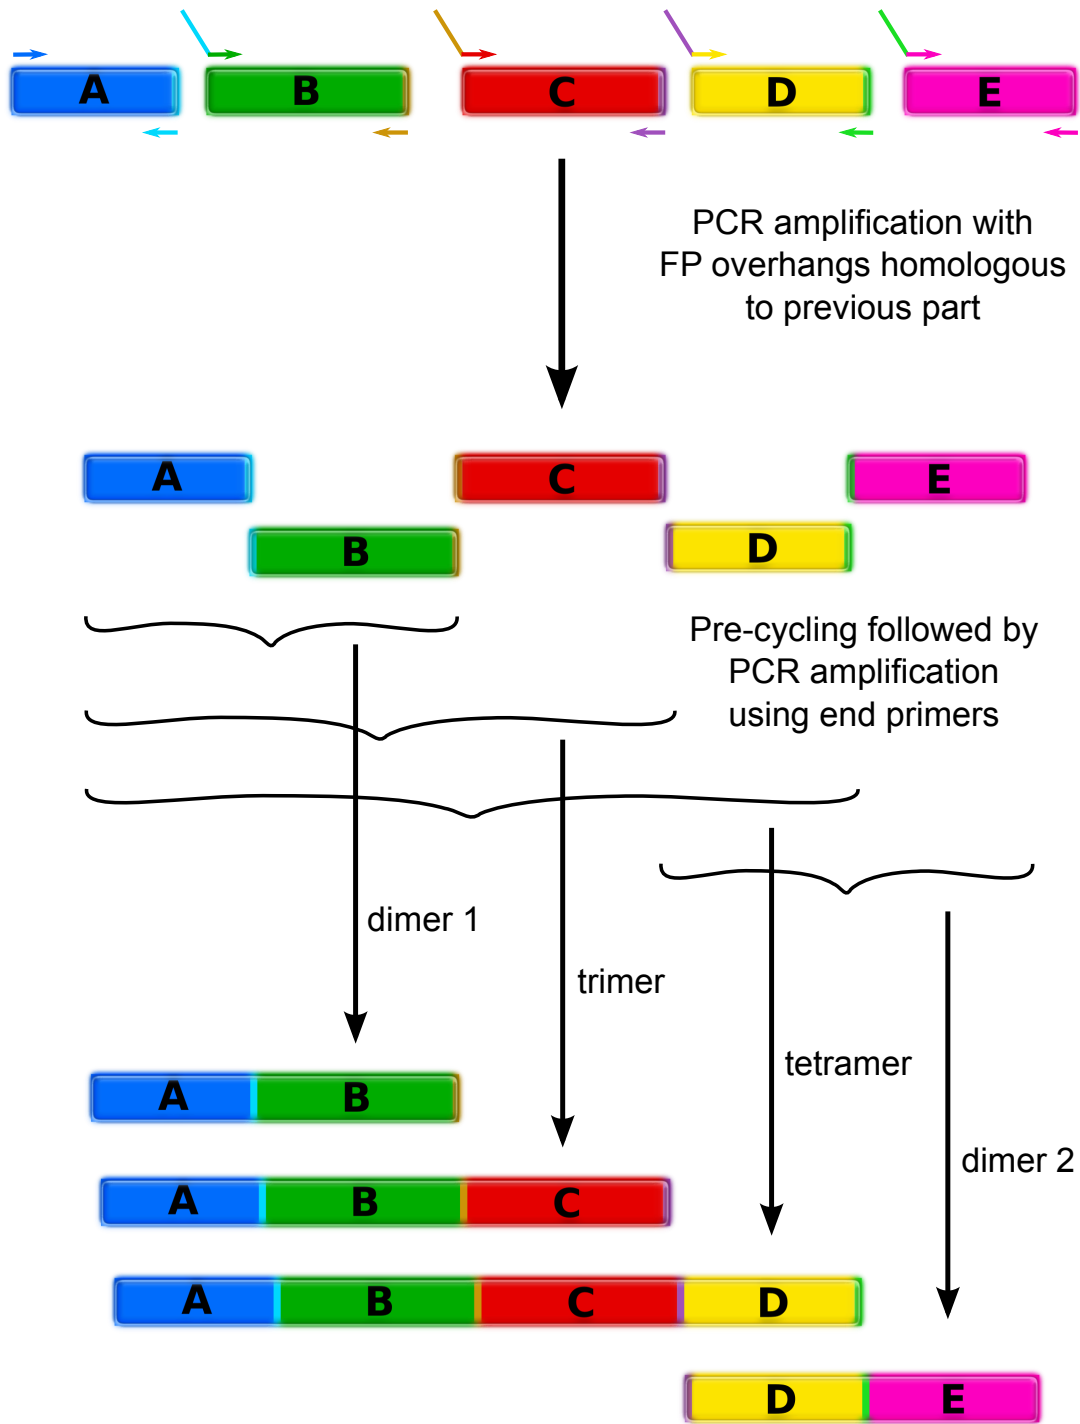 A B C D E
PCR amplification with
FP overhangs homologous
to previous part
A C E
B D
Pre-cycling followed by
PCR amplification
using end primers
dimer 1
trimer
tetramer
dimer 2
A B
A B C
A B C D
D E